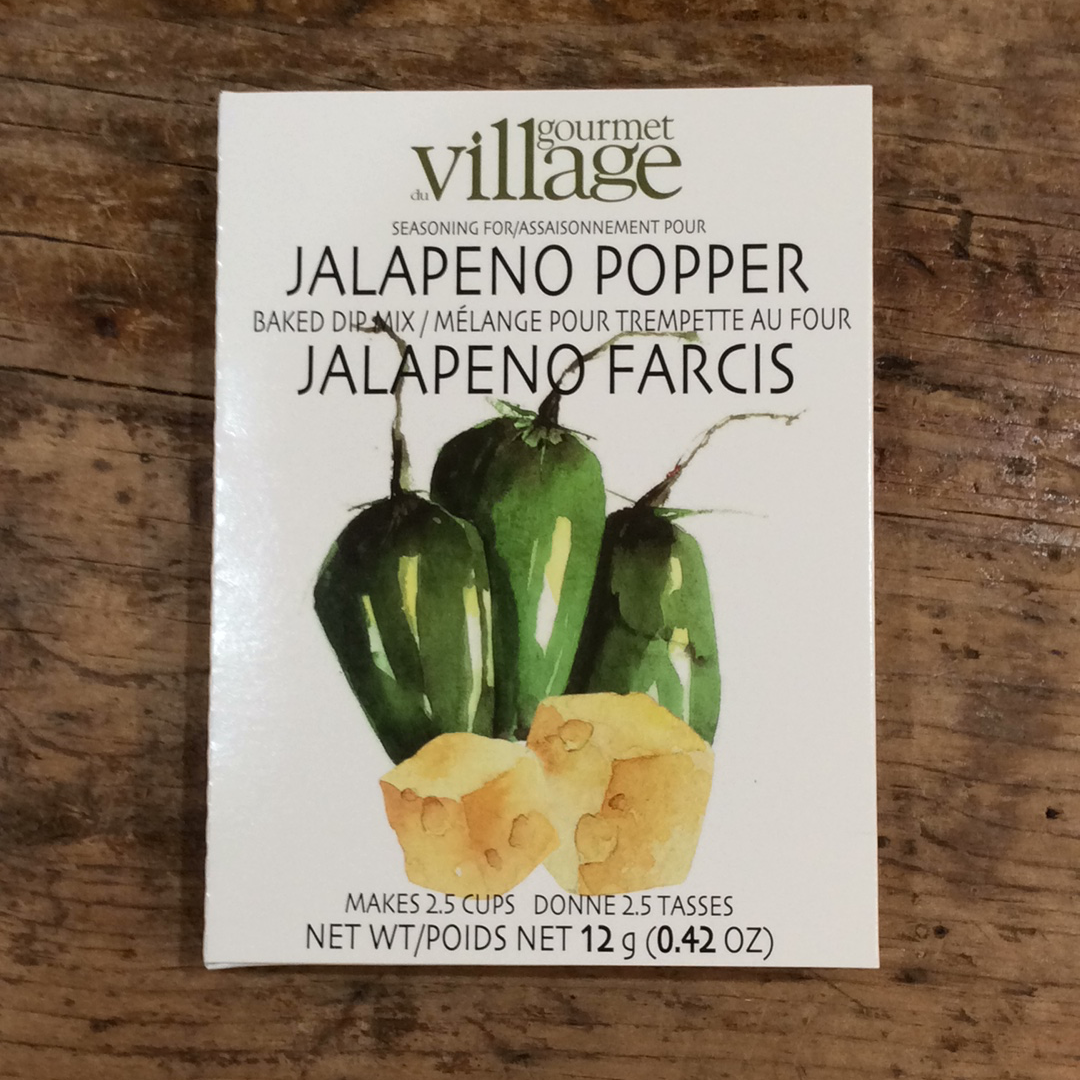 gourmet
du village
SEASONING FOR/ASSAISONNEMENT POUR
JALAPENO POPPER
BAKED DIP MIX / MÉLANGE POUR TREMPETTE AU FOUR
JALAPENO FARCIS
MAKES 2.5 CUPS DONNE 2.5 TASSES
NET WT/POIDS NET 12 g (0.42 OZ)